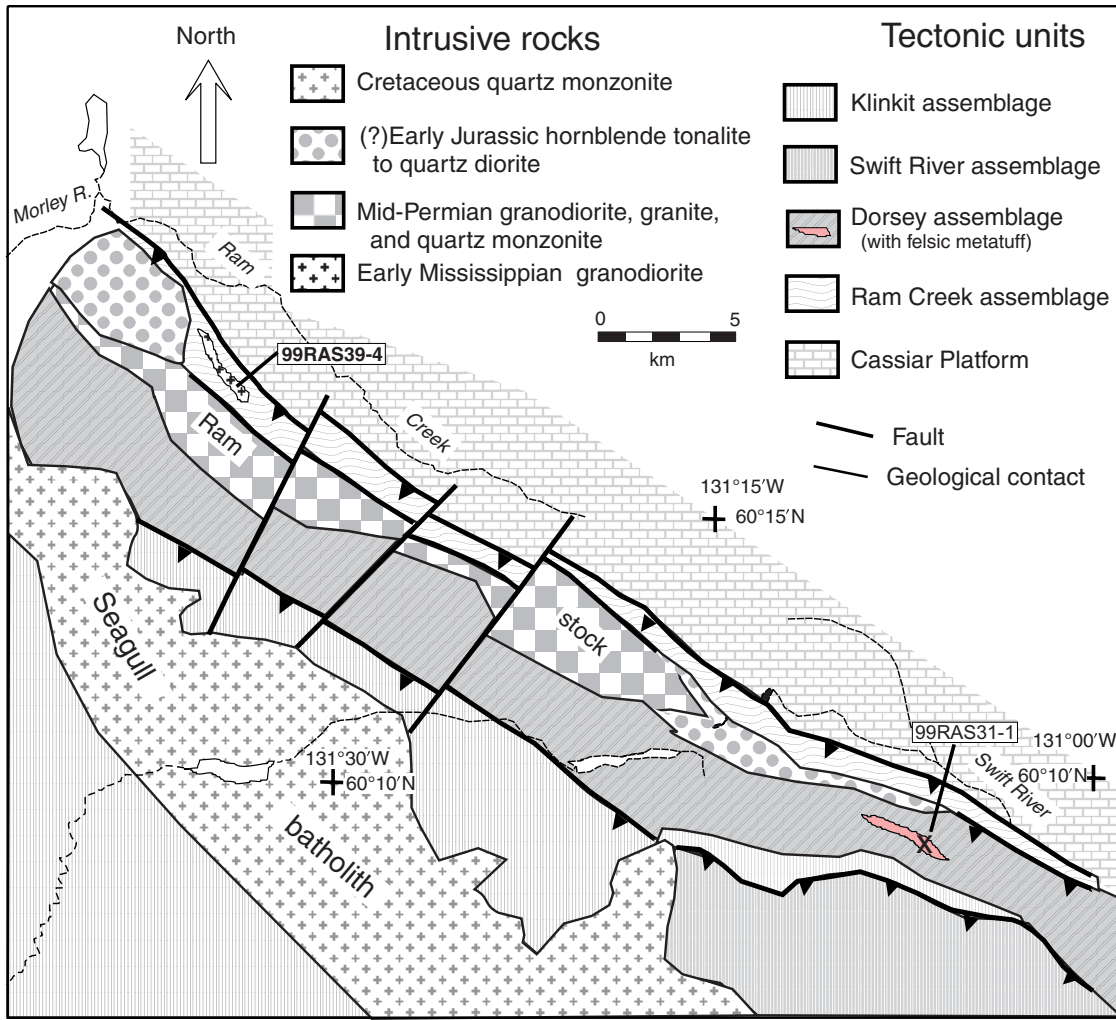 North
Intrusive rocks
Cretaceous quartz monzonite
(?)Early Jurassic hornblende tonalite
to quartz diorite
Mid-Permian granodiorite, granite,
and quartz monzonite
Early Mississippian granodiorite
0 5
km
Tectonic units
Klinkit assemblage
Swift River assemblage
Dorsey assemblage
(with felsic metatuff)
Ram Creek assemblage
Cassiar Platform
Fault
Geological contact
Morley R.
Ram
Creek
99RAS39-4
Ram
stock
131°15'W
60°15'N
Seagull
batholith
131°30'W
60°10'N
99RAS31-1
X
131°00'W
60°10'N
Swift River